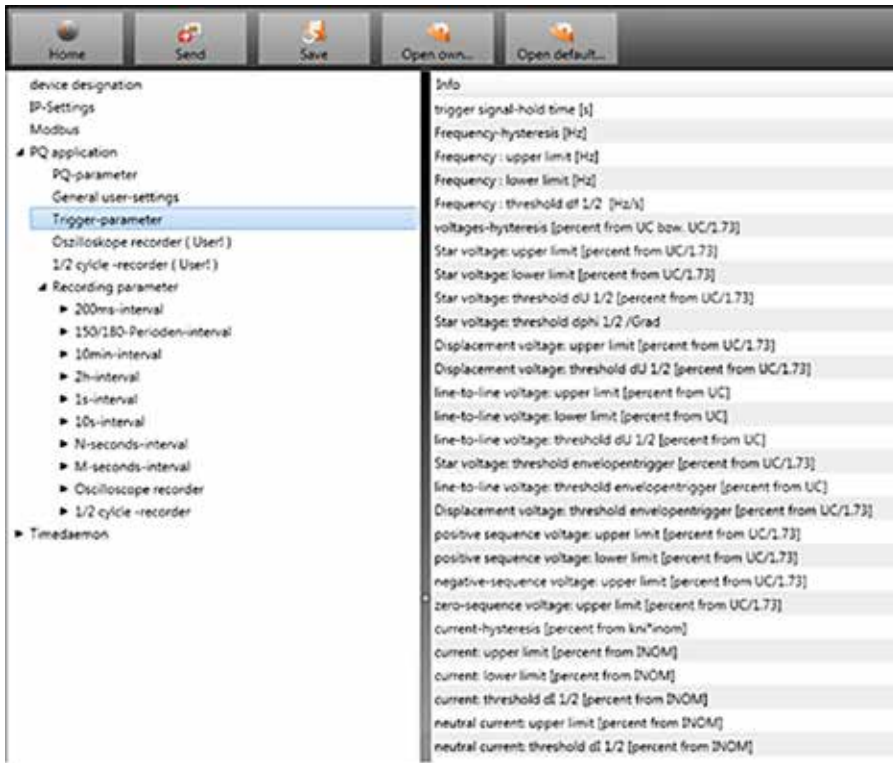 Home
Send
Save
Open own...
Open default...
device designation
IP-Settings
Modbus
PQ application
PQ-parameter
General user-settings
Trigger-parameter
Oszilloskope recorder ( User! )
1/2 cylcle -recorder ( User! )
Recording parameter
200ms-interval
150/180-Perioden-interval
10min-interval
2h-interval
1s-interval
10s-interval
N-seconds-interval
M-seconds-interval
Oscilloscope recorder
1/2 cylcle -recorder
Timedaemon
Info
trigger signal-hold time [s]
Frequency-hysteresis [Hz]
Frequency : upper limit [Hz]
Frequency : lower limit [Hz]
Frequency : threshold df 1/2 [Hz/s]
voltages-hysteresis [percent from UC bzw. UC/1.73]
Star voltage: upper limit [percent from UC/1.73]
Star voltage: lower limit [percent from UC/1.73]
Star voltage: threshold dU 1/2 [percent from UC/1.73]
Star voltage: threshold dphi 1/2 /Grad
Displacement voltage: upper limit [percent from UC/1.73]
Displacement voltage: threshold dU 1/2 [percent from UC/1.73]
line-to-line voltage: upper limit [percent from UC]
line-to-line voltage: lower limit [percent from UC]
line-to-line voltage: threshold dU 1/2 [percent from UC]
Star voltage: threshold envelopentrigger [percent from UC/1.73]
line-to-line voltage: threshold envelopentrigger [percent from UC]
Displacement voltage: threshold envelopentrigger [percent from UC/1.73]
positive sequence voltage: upper limit [percent from UC/1.73]
positive sequence voltage: lower limit [percent from UC/1.73]
negative-sequence voltage: upper limit [percent from UC/1.73]
zero-sequence voltage: upper limit [percent from UC/1.73]
current-hysteresis [percent from kni*inom]
current: upper limit [percent from INOM]
current: lower limit [percent from INOM]
current: threshold dI 1/2 [percent from INOM]
neutral current: upper limit [percent from INOM]
neutral current: threshold dI 1/2 [percent from INOM]